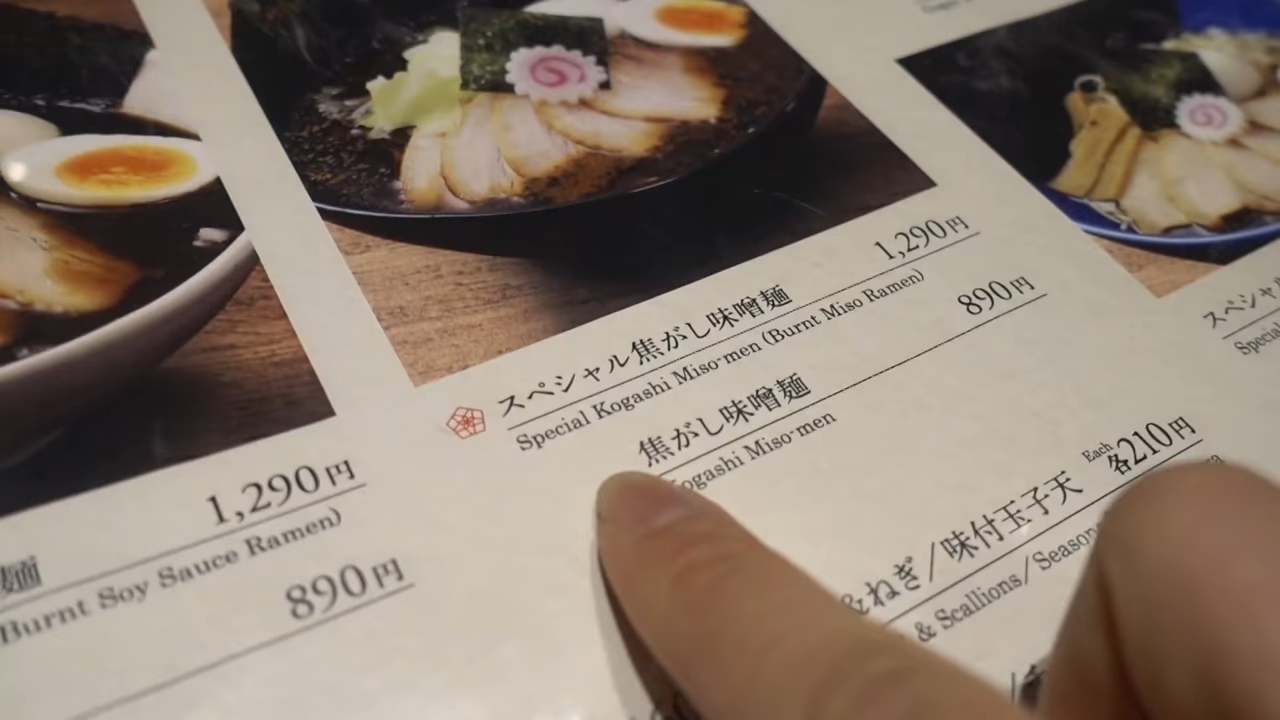 1,290円
麺
Burnt Soy Sauce Ramen)
890円
1,290円
スペシャル焦がし味噌麺
Special Kogashi Miso-men (Burnt Miso Ramen)
890円
焦がし味噌麺
Kogashi Miso-men
Each
各210円
&ねぎ/味付玉子天
& Scallions/Season
スペシャ
Specia